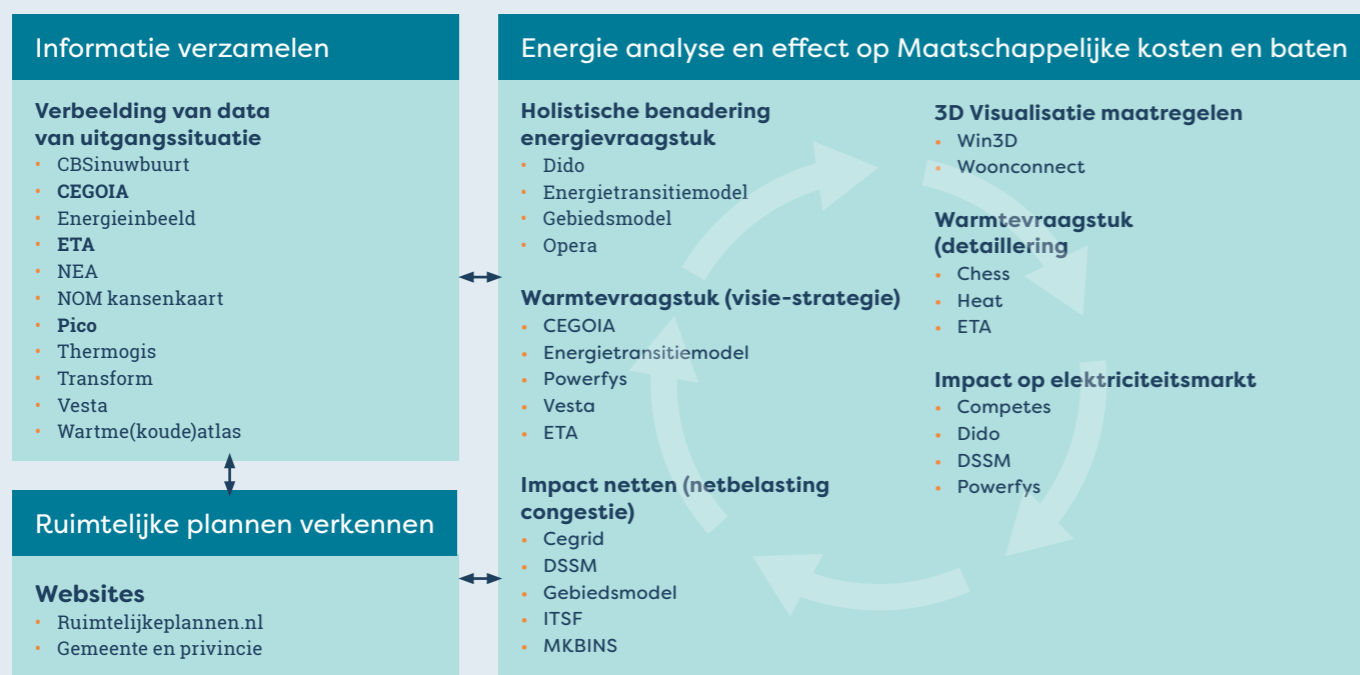 Informatie verzamelen
Verbeelding van data
van uitgangssituatie
• CBSinuwbuurt
• CEGOIA
• Energieinbeeld
• ETA
• NEA
• NOM kansenkaart
• Pico
• Thermogis
• Transform
• Vesta
• Wartme(koude)atlas
Ruimtelijke plannen verkennen
Websites
• Ruimtelijkeplannen.nl
• Gemeente en privincie
Energie analyse en effect op Maatschappelijke kosten en baten
Holistische benadering
energievraagstuk
• Dido
• Energietransitiemodel
• Gebiedsmodel
• Opera
Warmtevraagstuk (visie-strategie)
• CEGOIA
• Energietransitiemodel
• Powerfys
• Vesta
• ETA
Impact netten (netbelasting
congestie)
• Cegrid
• DSSM
• Gebiedsmodel
• ITSF
• MKBINS
3D Visualisatie maatregelen
• Win3D
• Woonconnect
Warmtevraagstuk
(detaillering
• Chess
• Heat
• ETA
Impact op elektriciteitsmarkt
• Competes
• Dido
• DSSM
• Powerfys